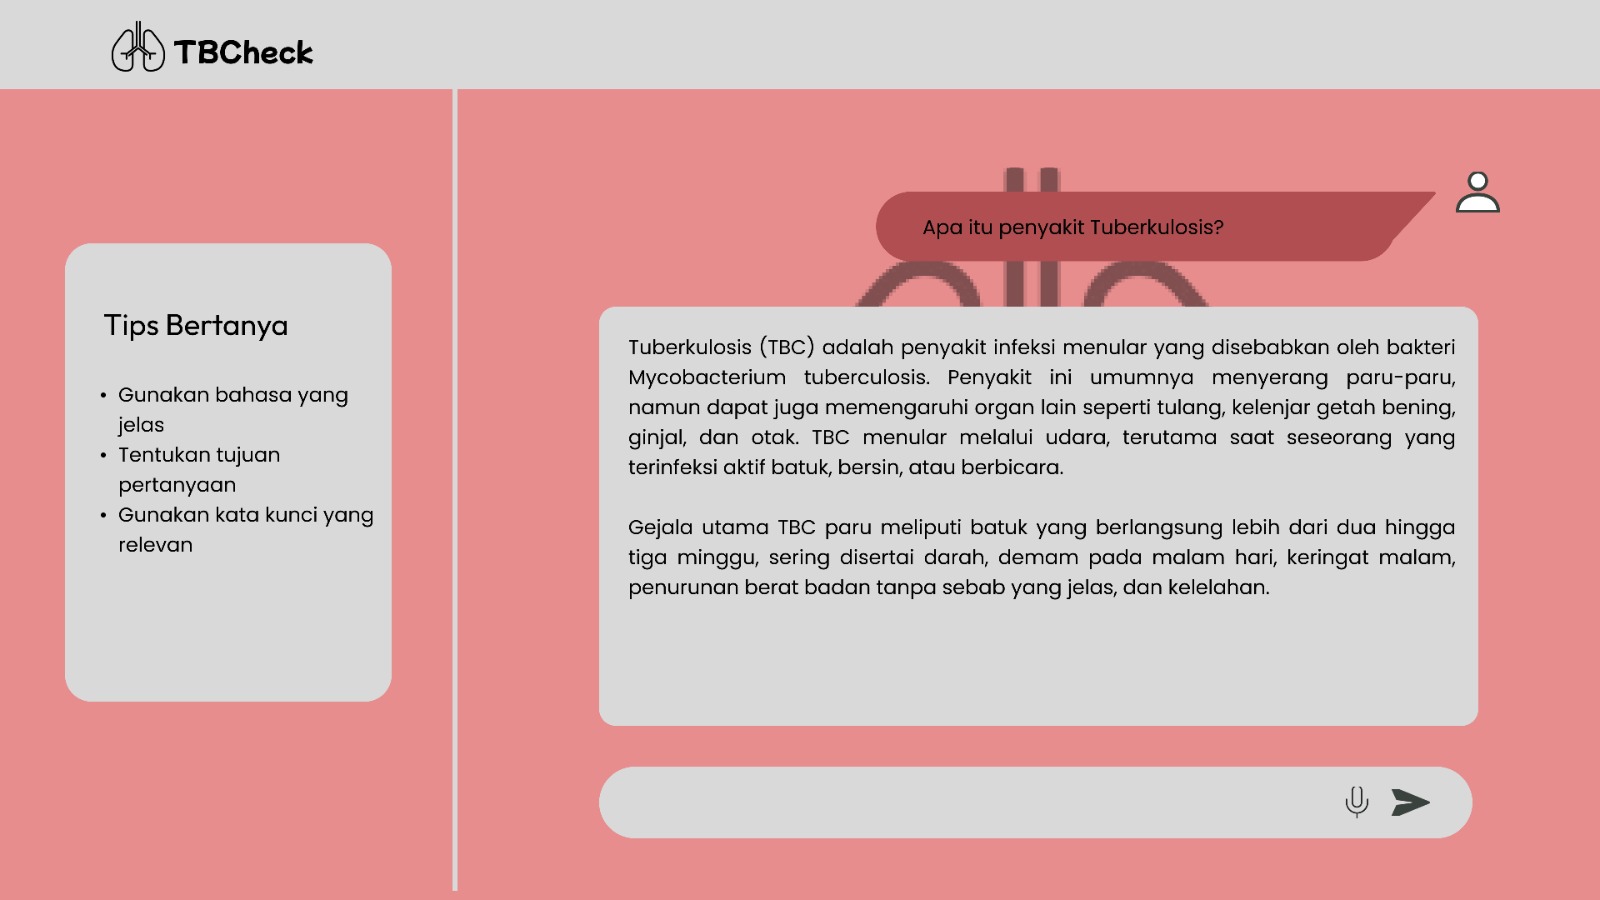 TBCheck
Tips Bertanya
• Gunakan bahasa yang
jelas
• Tentukan tujuan
pertanyaan
• Gunakan kata kunci yang
relevan
Apa itu penyakit Tuberkulosis?
Tuberkulosis (TBC) adalah penyakit infeksi menular yang disebabkan oleh bakteri
Mycobacterium tuberculosis. Penyakit ini umumnya menyerang paru-paru,
namun dapat juga memengaruhi organ lain seperti tulang, kelenjar getah bening,
ginjal, dan otak. TBC menular melalui udara, terutama saat seseorang yang
terinfeksi aktif batuk, bersin, atau berbicara.
Gejala utama TBC paru meliputi batuk yang berlangsung lebih dari dua hingga
tiga minggu, sering disertai darah, demam pada malam hari, keringat malam,
penurunan berat badan tanpa sebab yang jelas, dan kelelahan.